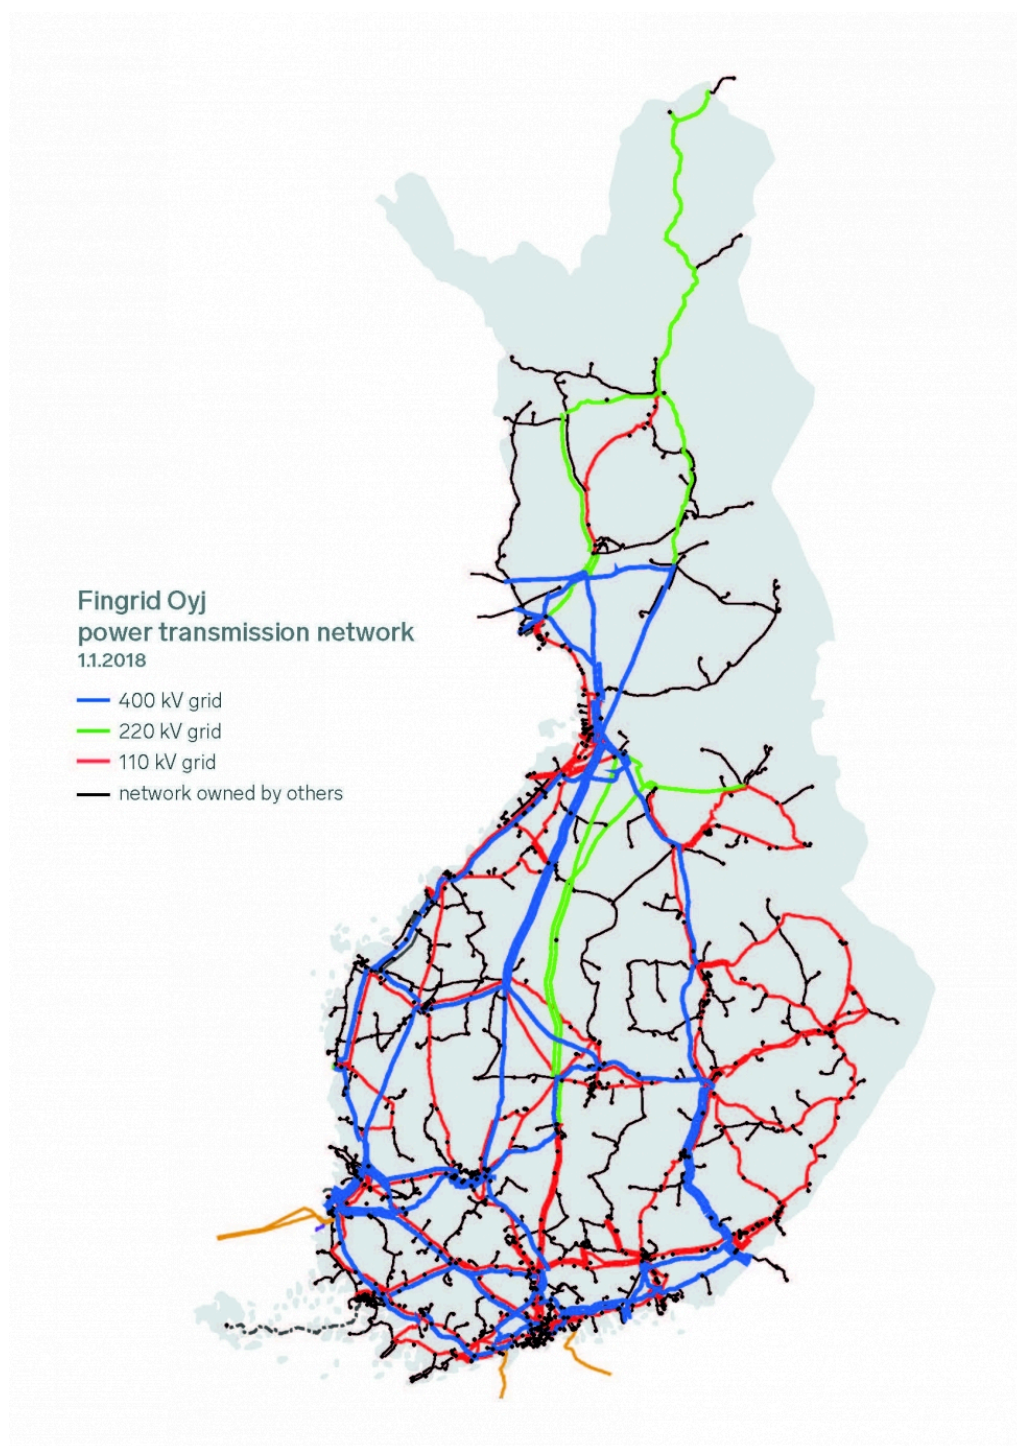 Fingrid Oyj
power transmission network
1.1.2018
400 kV grid
220 kV grid
110 kV grid
network owned by others